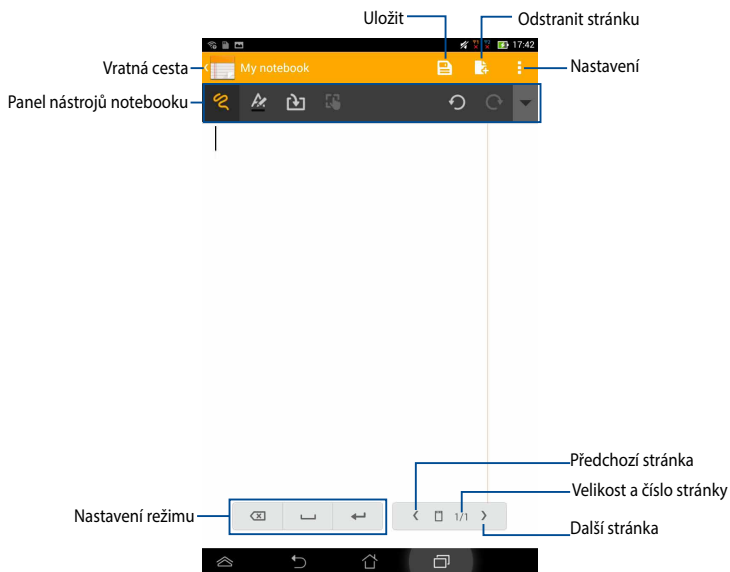 Uložit
Odstranit stránku
17:42
Vratná cesta
My notebook
Nastavení
Panel nástrojů notebooku
Předchozí stránka
Velikost a číslo stránky
Nastavení režimu
1/1
Další stránka